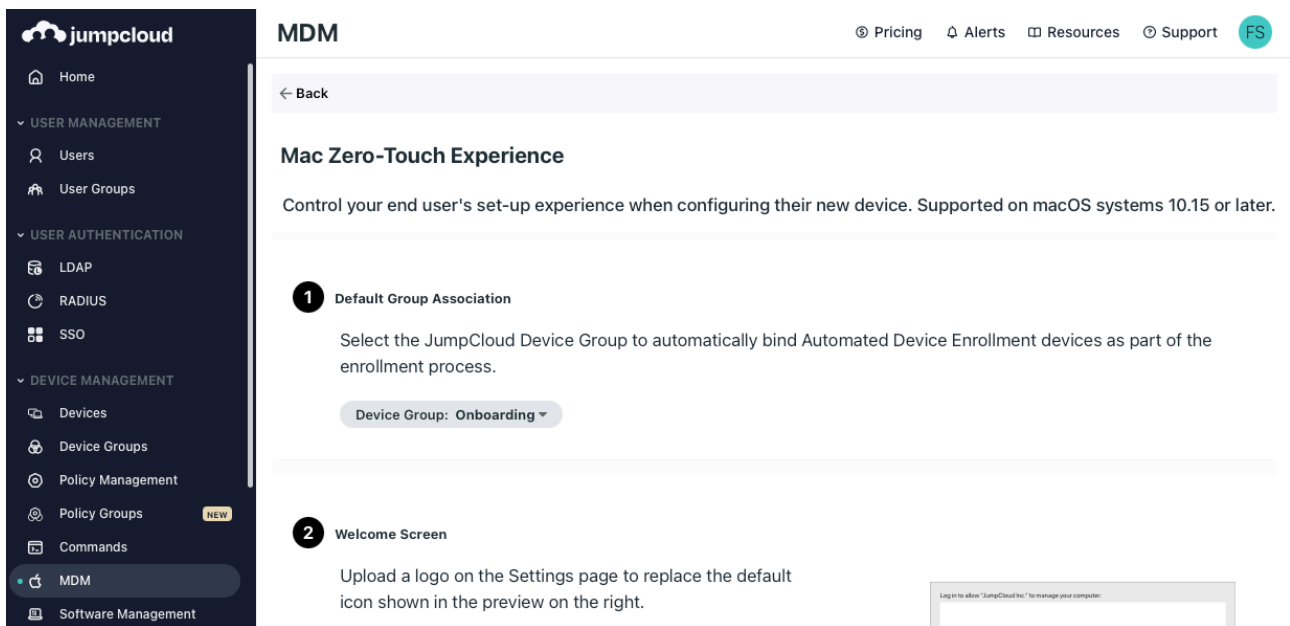 jumpcloud
Home
USER MANAGEMENT
Users
User Groups
USER AUTHENTICATION
LDAP
RADIUS
SSO
DEVICE MANAGEMENT
Devices
Device Groups
Policy Management
Policy Groups NEW
Commands
MDM
Software Management
MDM
Pricing Alerts Resources Support FS
Back
Mac Zero-Touch Experience
Control your end user's set-up experience when configuring their new device. Supported on macOS systems 10.15 or later.
1 Default Group Association
Select the JumpCloud Device Group to automatically bind Automated Device Enrollment devices as part of the
enrollment process.
Device Group: Onboarding
2 Welcome Screen
Upload a logo on the Settings page to replace the default
icon shown in the preview on the right.
Log in to allow "JumpCloud Inc." to manage your computer: